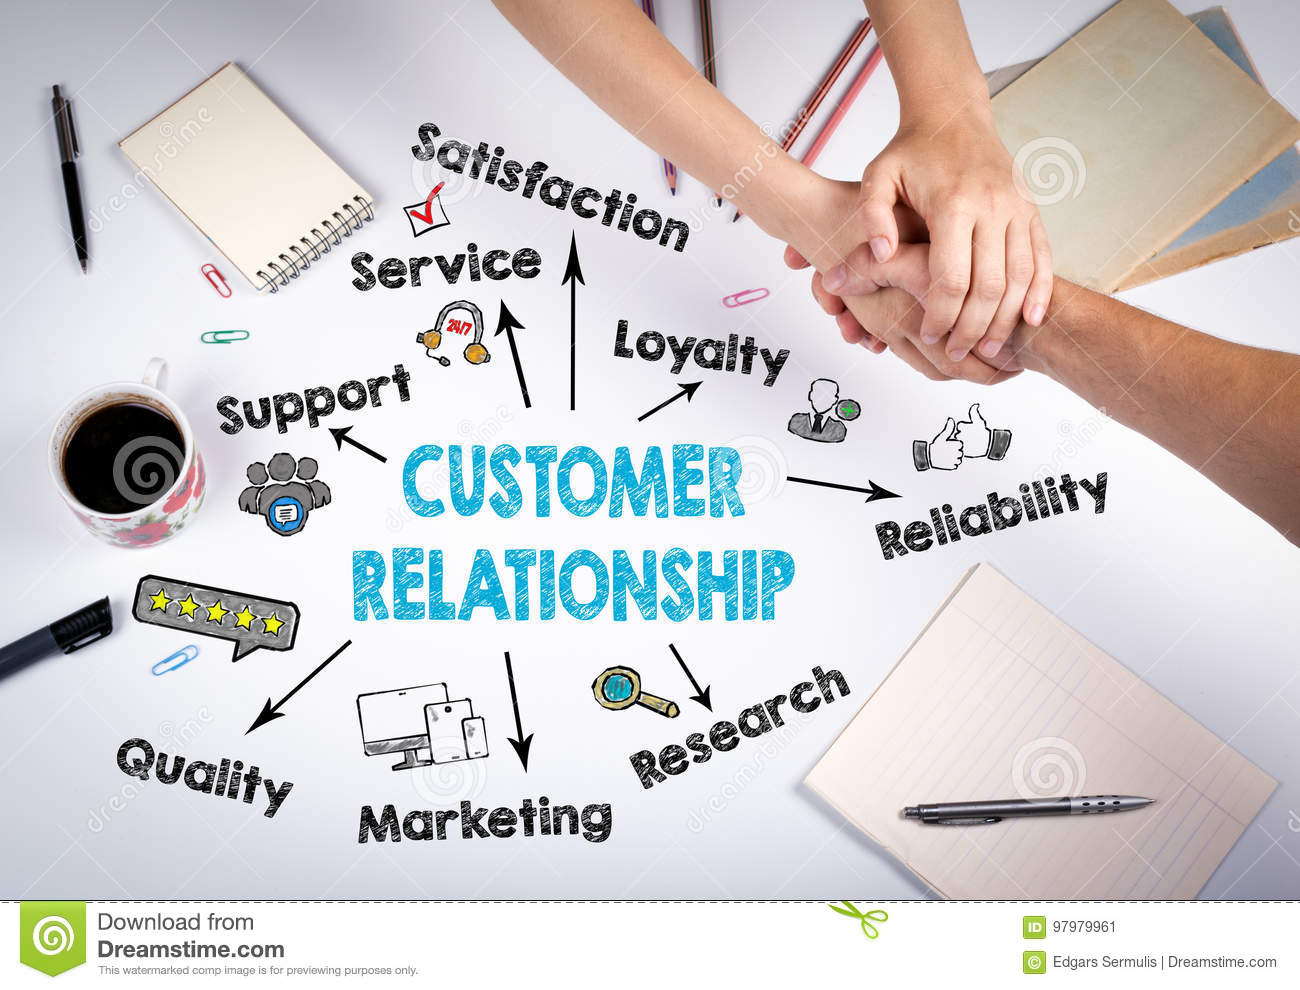 Satisfaction
Service
24/7
Loyalty
Support
CUSTOMER
RELATIONSHIP
Reliability
Quality
Marketing
Research
dreamstime
Download from
Dreamstime.com
This watermarked comp image is for previewing purposes only.
ID 97979961
© Edgars Sermulis | Dreamstime.com